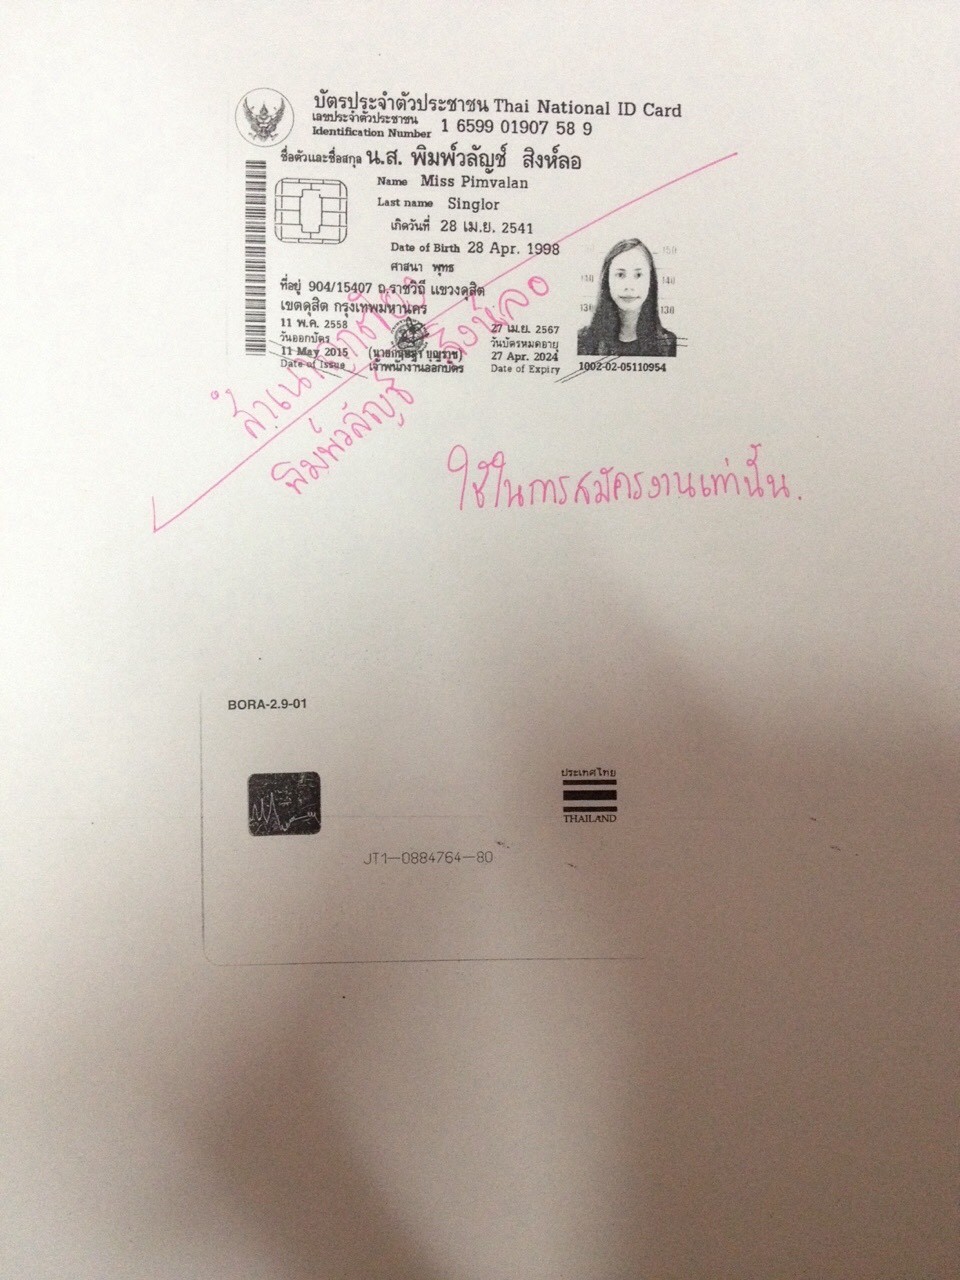 บัตรประจำตัวประชาชน Thai National ID Card
เลขประจำตัวประชาชน
Identification Number 1 6599 01907 58 9
ชื่อตัวและชื่อสกุล น.ส. พิมพ์วลัญช์ สิงห์ลอ
Name Miss Pimvalan
Last name Singlor
เกิดวันที่ 28 เม.ย. 2541
Date of Birth 28 Apr. 1998
ศาสนา พุทธ
ที่อยู่ 904/15407 ถ.ราชวิถี แขวงดุสิต
เขตดุสิต กรุงเทพมหานคร
11 พ.ค. 2558
วันออกบัตร
11 May 2015
Date of Issue
เจ้าพนักงานออกบัตร
27 เม.ย. 2567
วันบัตรหมดอายุ
27 Apr. 2024
Date of Expiry
150
140 140
130 130
1002-02-05110954
สำเนาถูกต้อง
พิมพ์วลัญช์ สิงห์ลอ
ใช้ในการสมัครงานเท่านั้น.
BORA-2.9-01
ประเทศไทย
THAILAND
JT1-0884764-80